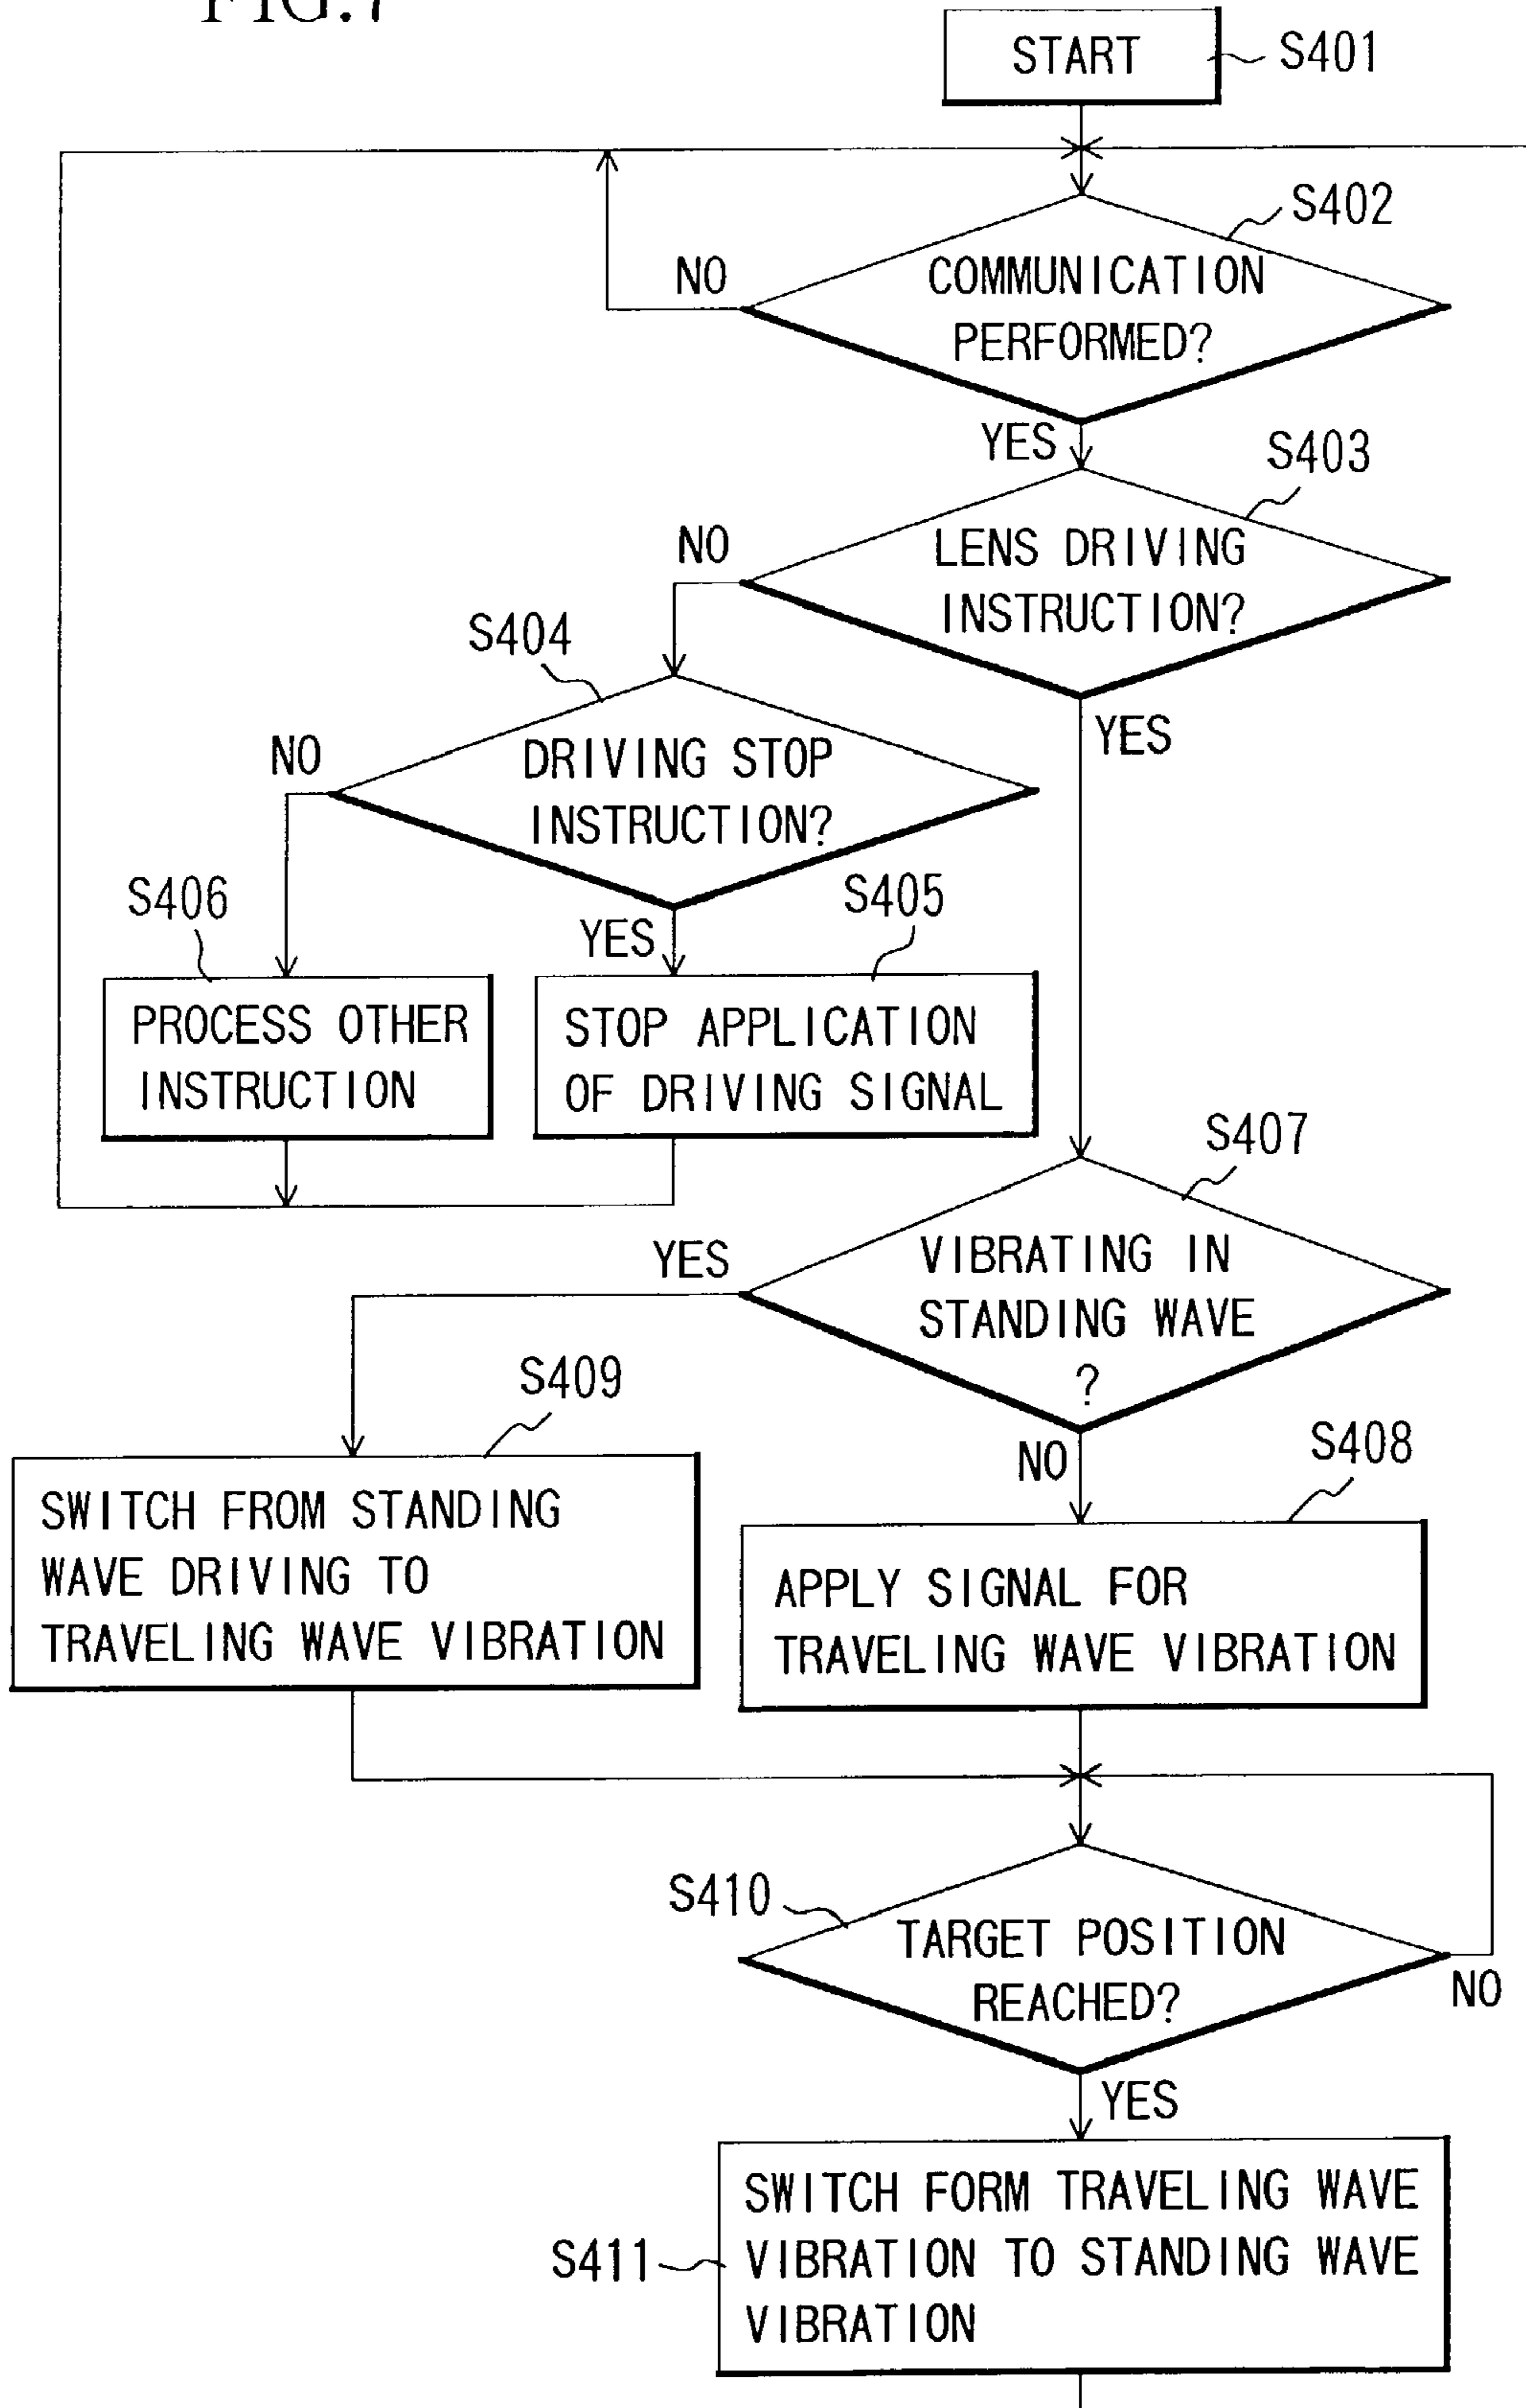 FIG.7
START
S401
S402
NO
COMMUNICATION
PERFORMED?
YES
S403
NO
LENS DRIVING
INSTRUCTION?
S404
YES
NO
DRIVING STOP
INSTRUCTION?
S406
S405
YES
PROCESS OTHER
INSTRUCTION
STOP APPLICATION
OF DRIVING SIGNAL
S407
YES
VIBRATING IN
STANDING WAVE
?
S409
NO
S408
SWITCH FROM STANDING
WAVE DRIVING TO
TRAVELING WAVE VIBRATION
APPLY SIGNAL FOR
TRAVELING WAVE VIBRATION
S410
TARGET POSITION
REACHED?
NO
YES
S411
SWITCH FORM TRAVELING WAVE
VIBRATION TO STANDING WAVE
VIBRATION